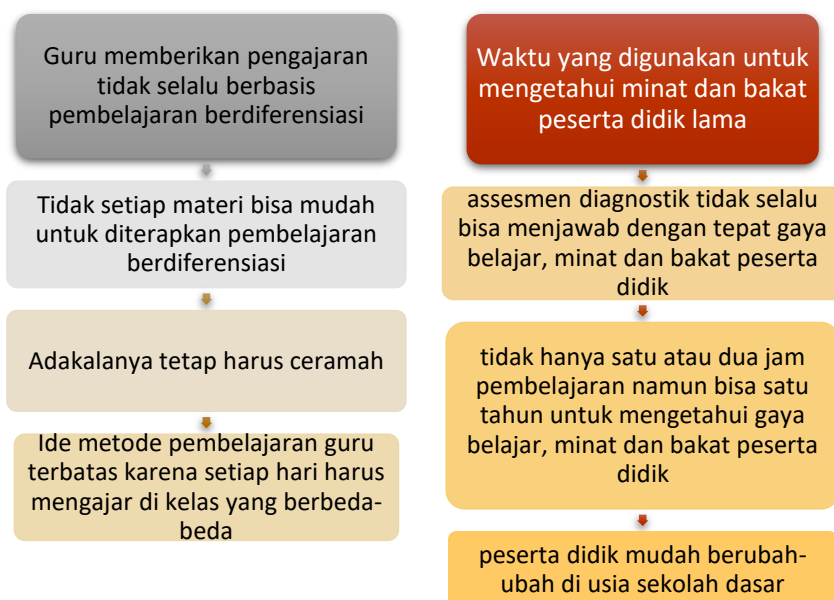 Guru memberikan pengajaran
tidak selalu berbasis
pembelajaran berdiferensiasi
Tidak setiap materi bisa mudah
untuk diterapkan pembelajaran
berdiferensiasi
Adakalanya tetap harus ceramah
Ide metode pembelajaran guru
terbatas karena setiap hari harus
mengajar di kelas yang berbeda-
beda
Waktu yang digunakan untuk
mengetahui minat dan bakat
peserta didik lama
assesmen diagnostik tidak selalu
bisa menjawab dengan tepat gaya
belajar, minat dan bakat peserta
didik
tidak hanya satu atau dua jam
pembelajaran namun bisa satu
tahun untuk mengetahui gaya
belajar, minat dan bakat peserta
didik
peserta didik mudah berubah-
ubah di usia sekolah dasar